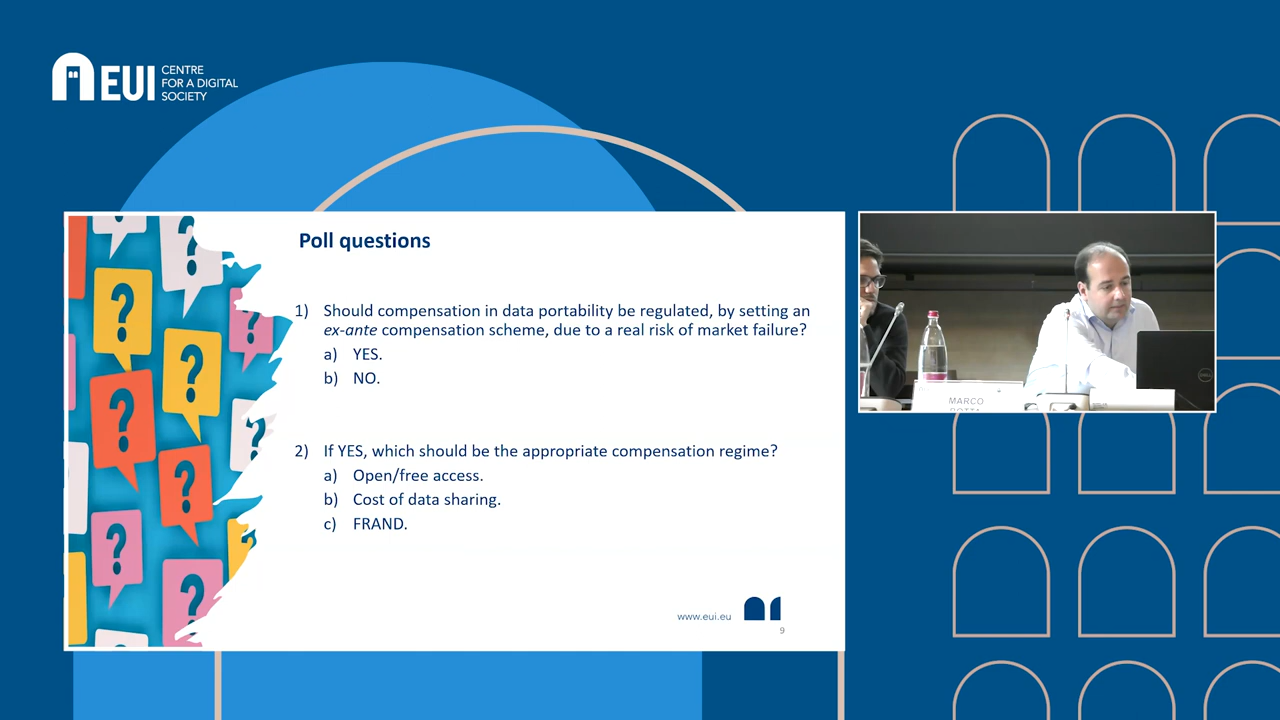 EUI
CENTRE
FOR A DIGITAL
SOCIETY
Poll questions
1) Should compensation in data portability be regulated, by setting an
ex-ante compensation scheme, due to a real risk of market failure?
a) YES.
b) NO.
2) If YES, which should be the appropriate compensation regime?
a) Open/free access.
b) Cost of data sharing.
c) FRAND.
www.eui.eu
9
MARCO
DELL